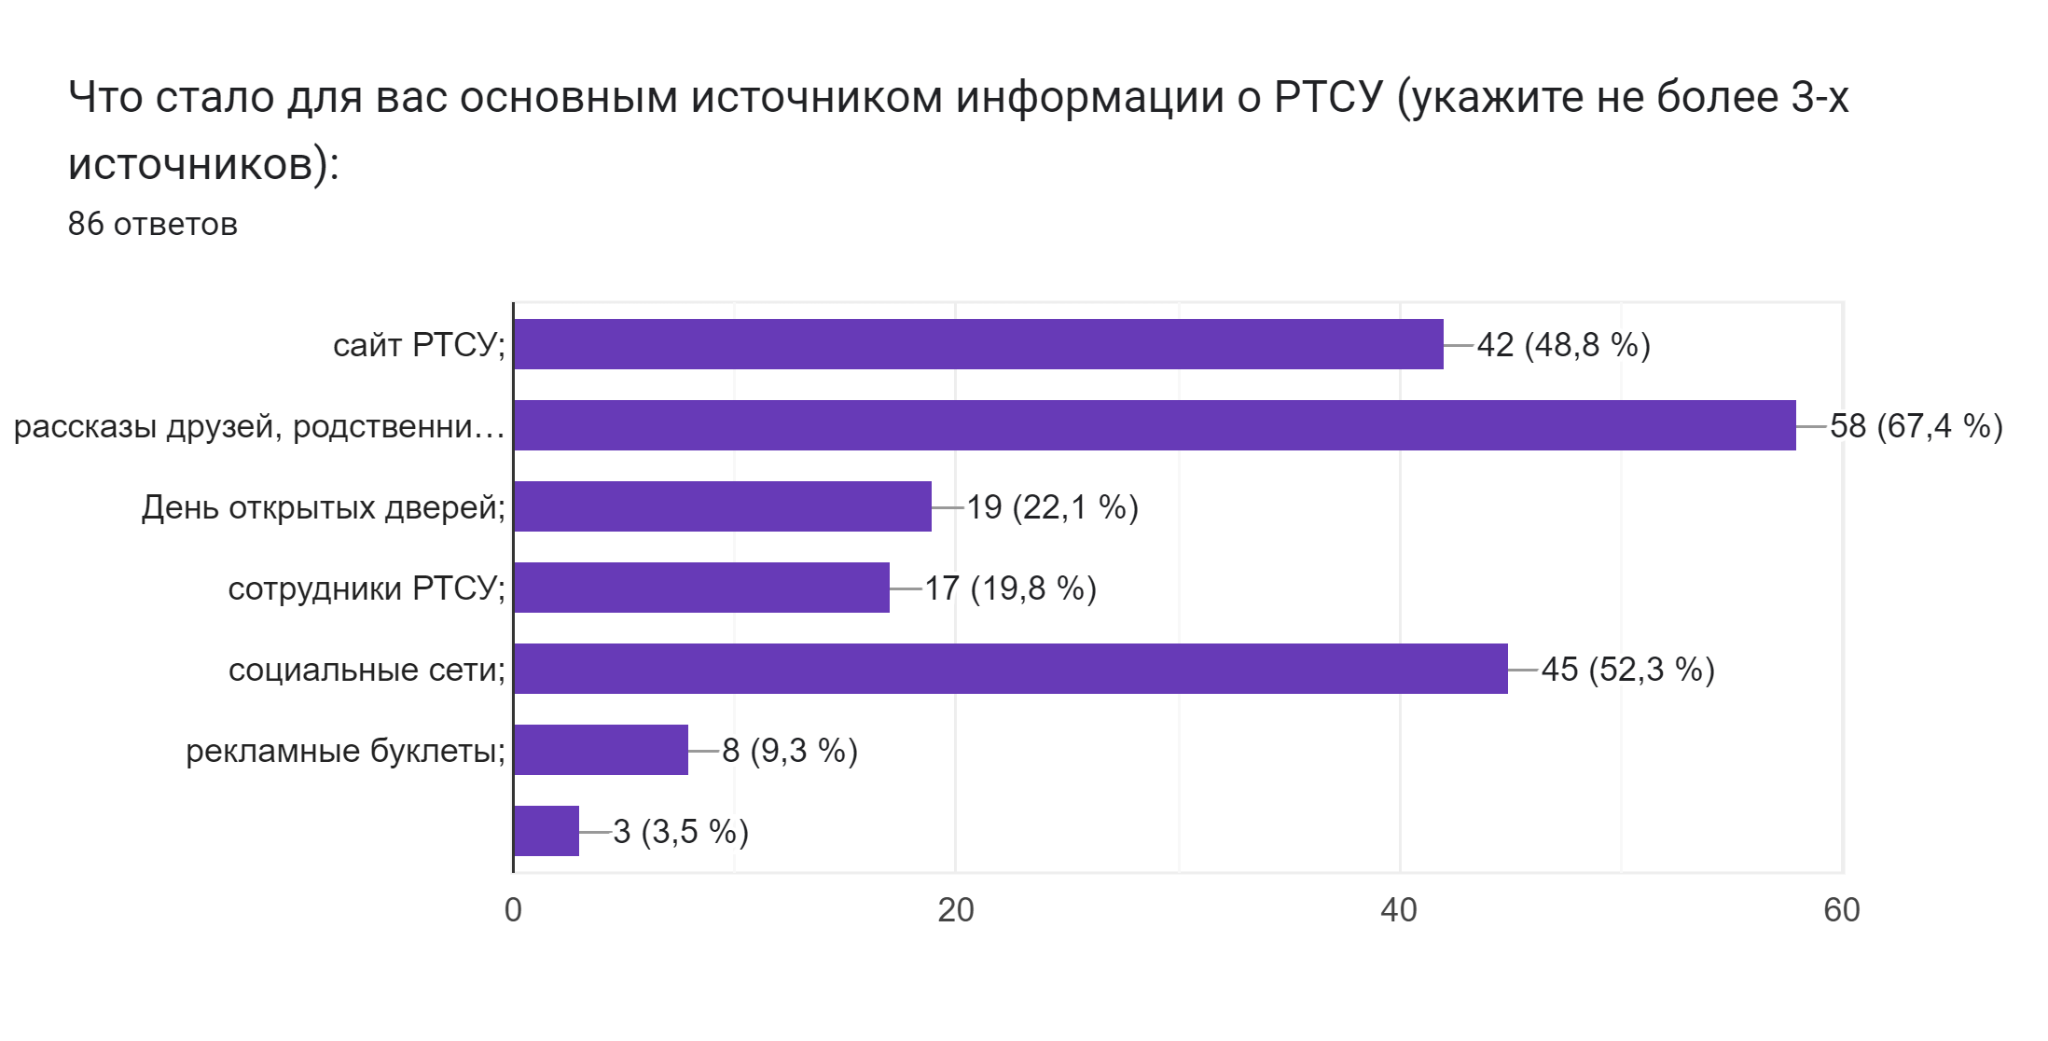 Что стало для вас основным источником информации о РТСУ (укажите не более 3-х
источников):
86 ответов
сайт РТСУ;
42 (48,8 %)
рассказы друзей, родственни…
58 (67,4 %)
День открытых дверей;
19 (22,1 %)
сотрудники РТСУ;
17 (19,8 %)
социальные сети;
45 (52,3 %)
рекламные буклеты;
8 (9,3 %)
3 (3,5 %)
0 20 40 60